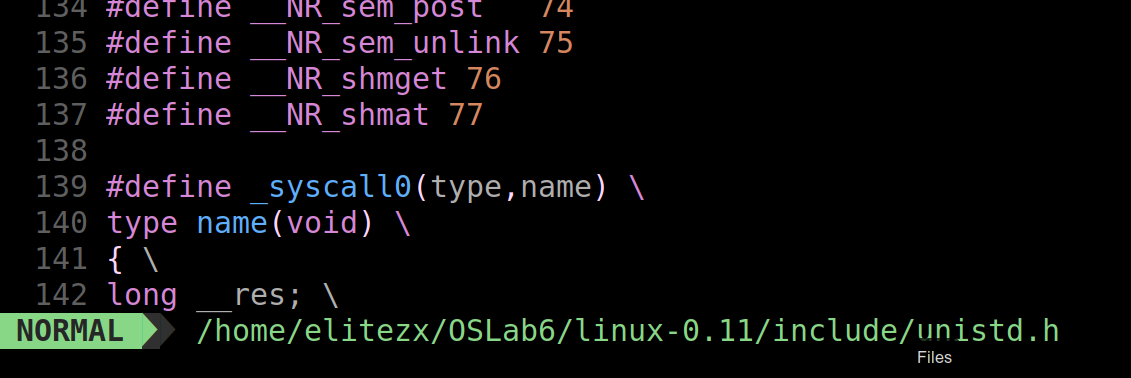 134 #define __NR_sem_post   74
135 #define __NR_sem_unlink 75
136 #define __NR_shmget 76
137 #define __NR_shmat 77
138
139 #define _syscall0(type,name) \
140 type name(void) \
141 { \
142 long __res; \
NORMAL /home/elitezx/OSLab6/linux-0.11/include/unistd.h
Files